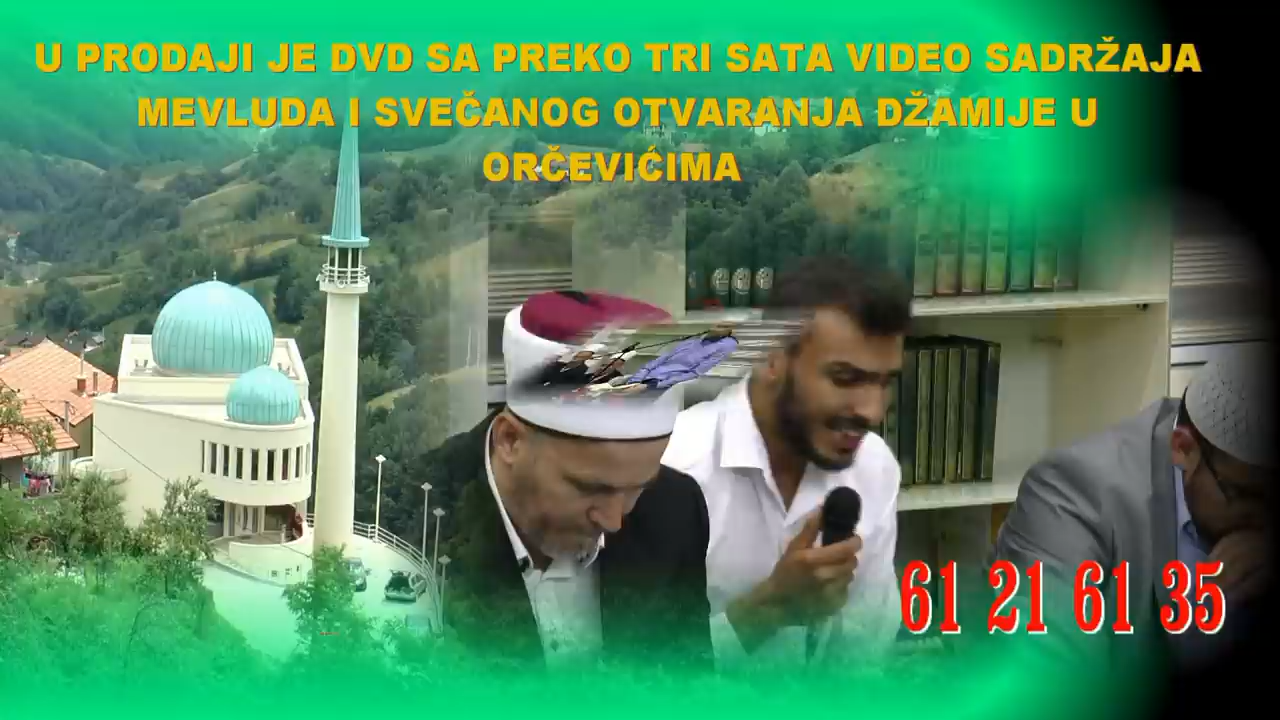 U PRODAJI JE DVD SA PREKO TRI SATA VIDEO SADRŽAJA
MEVLUDA I SVEČANOG OTVARANJA DŽAMIJE U
ORČEVIĆIMA
61 21 61 35